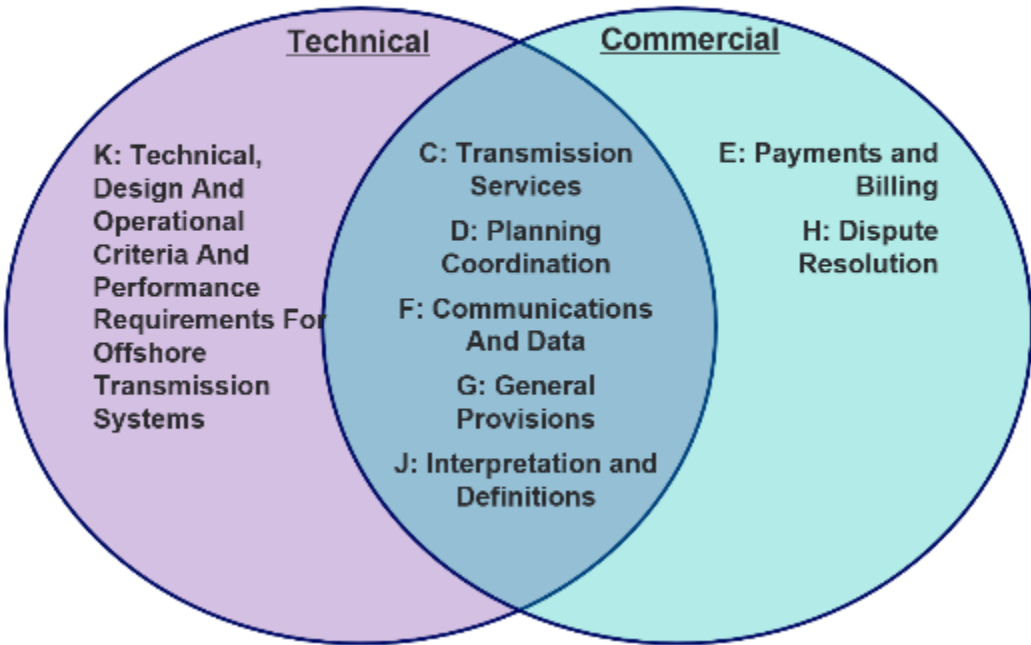 Technical
Commercial
K: Technical,
Design And
Operational
Criteria And
Performance
Requirements For
Offshore
Transmission
Systems
C: Transmission
Services
D: Planning
Coordination
F: Communications
And Data
G: General
Provisions
J: Interpretation and
Definitions
E: Payments and
Billing
H: Dispute
Resolution